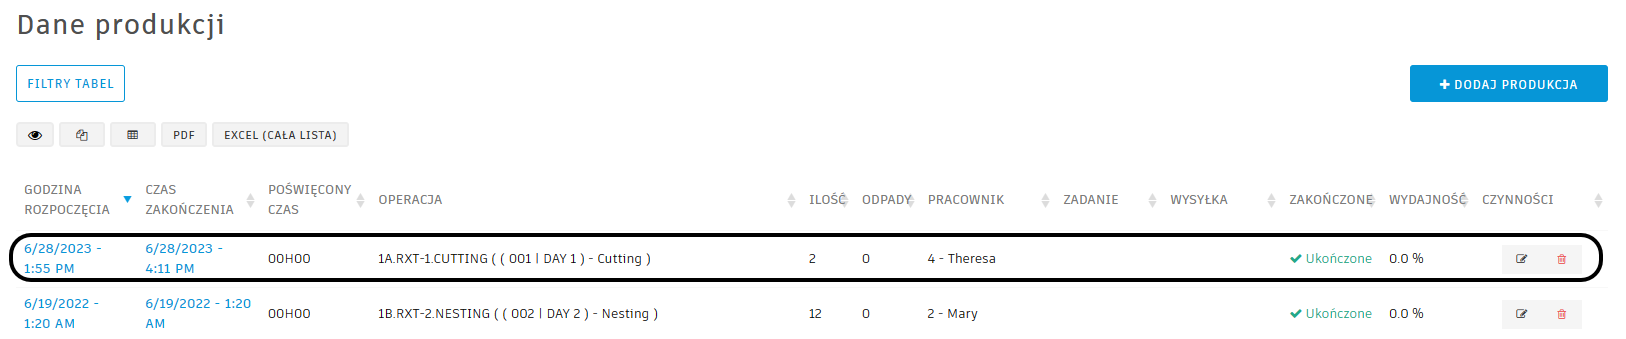 Dane produkcji
FILTRY TABEL
DODAJ PRODUKCJA
PDF
EXCEL (CAŁA LISTA)
GODZINA ROZPOCZĘCIA
CZAS ZAKOŃCZENIA
POŚWIĘCONY CZAS
OPERACJA
ILOŚĆ
ODPADY
PRACOWNIK
ZADANIE
WYSYŁKA
ZAKOŃCZONE
WYDAJNOŚĆ
CZYNNOŚCI
6/28/2023 - 1:55 PM
6/28/2023 - 4:11 PM
00H00
1A.RXT-1.CUTTING ( ( 001 | DAY 1 ) - Cutting )
2
0
4 - Theresa
Ukończone
0.0 %
6/19/2022 - 1:20 AM
6/19/2022 - 1:20 AM
00H00
1B.RXT-2.NESTING ( ( 002 | DAY 2 ) - Nesting )
12
0
2 - Mary
Ukończone
0.0 %